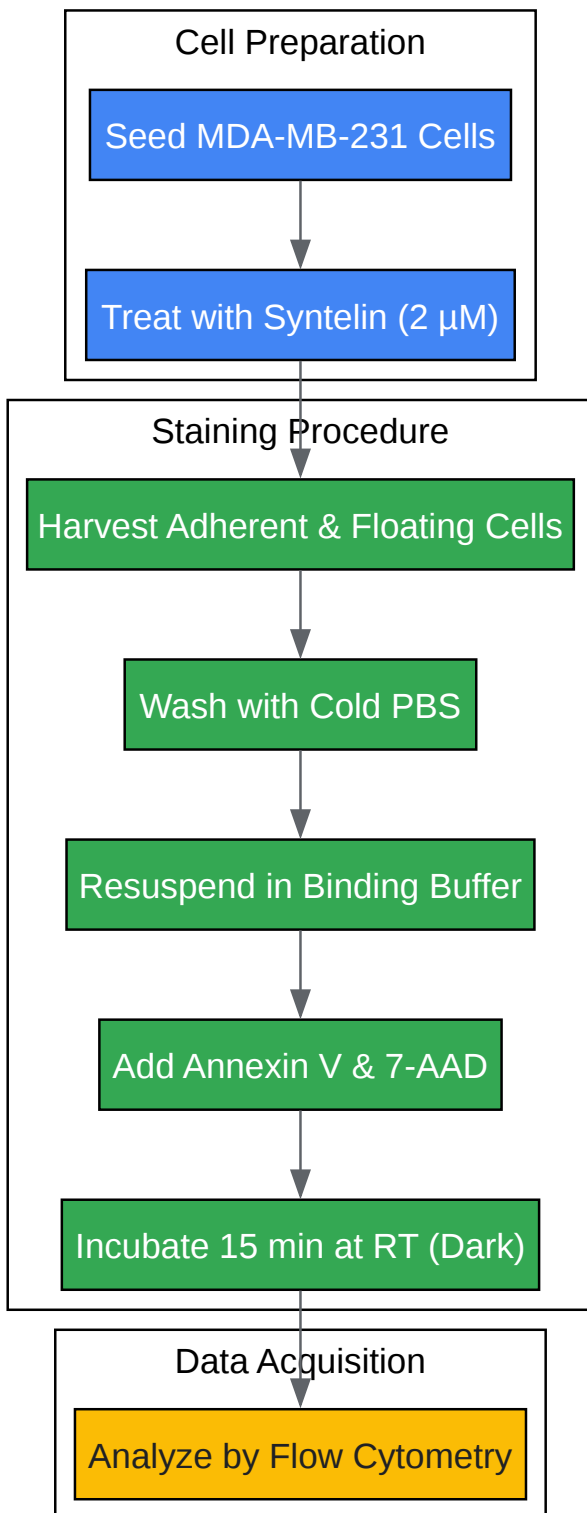 Cell Preparation
Seed MDA-MB-231 Cells
Treat with Syntelin (2 µM)
Staining Procedure
Harvest Adherent & Floating Cells
Wash with Cold PBS
Resuspend in Binding Buffer
Add Annexin V & 7-AAD
Incubate 15 min at RT (Dark)
Data Acquisition
Analyze by Flow Cytometry